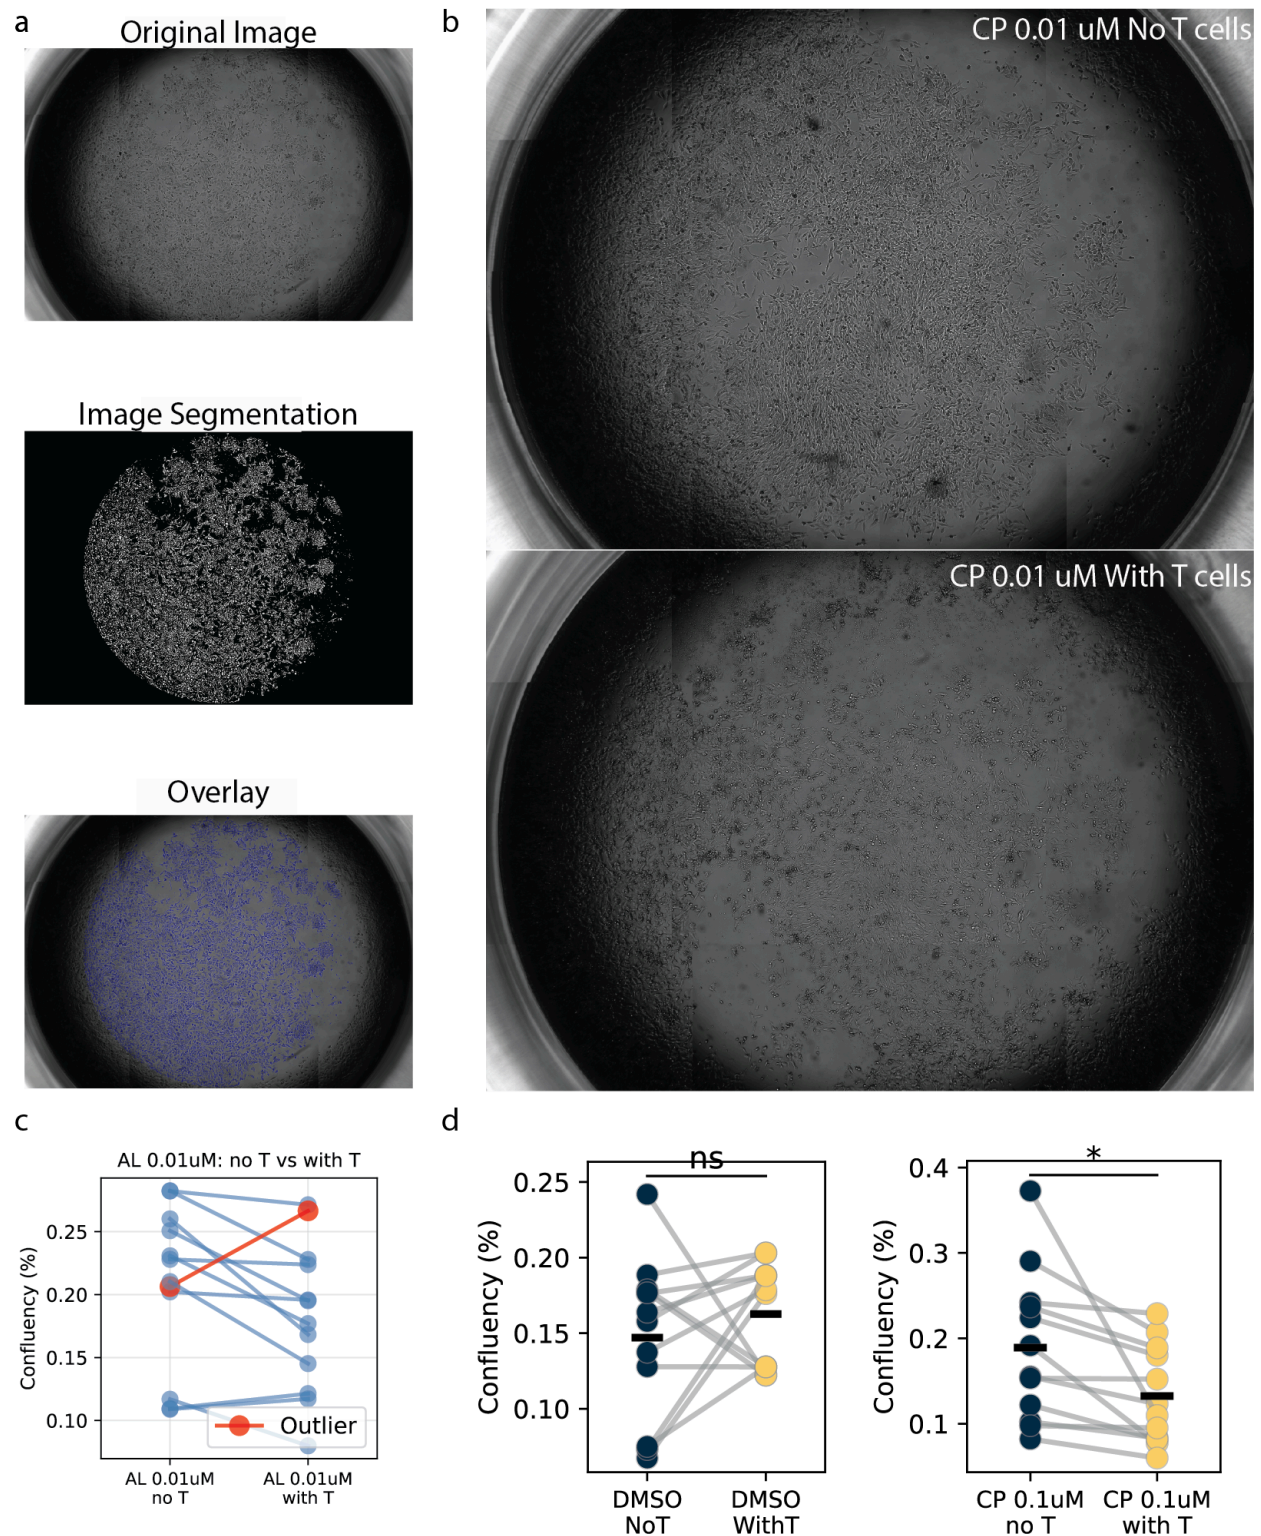 a
Original Image
Image Segmentation
Overlay
b
CP 0.01 uM No T cells
CP 0.01 uM With T cells
c
AL 0.01uM: no T vs with T
Confluency (%)
0.25
0.20
0.15
0.10
Outlier
AL 0.01uM
no T
AL 0.01uM
with T
d
ns
Confluency (%)
0.25
0.20
0.15
0.10
DMSO
NoT
DMSO
WithT
*
Confluency (%)
0.4
0.3
0.2
0.1
CP 0.1uM
no T
CP 0.1uM
with T